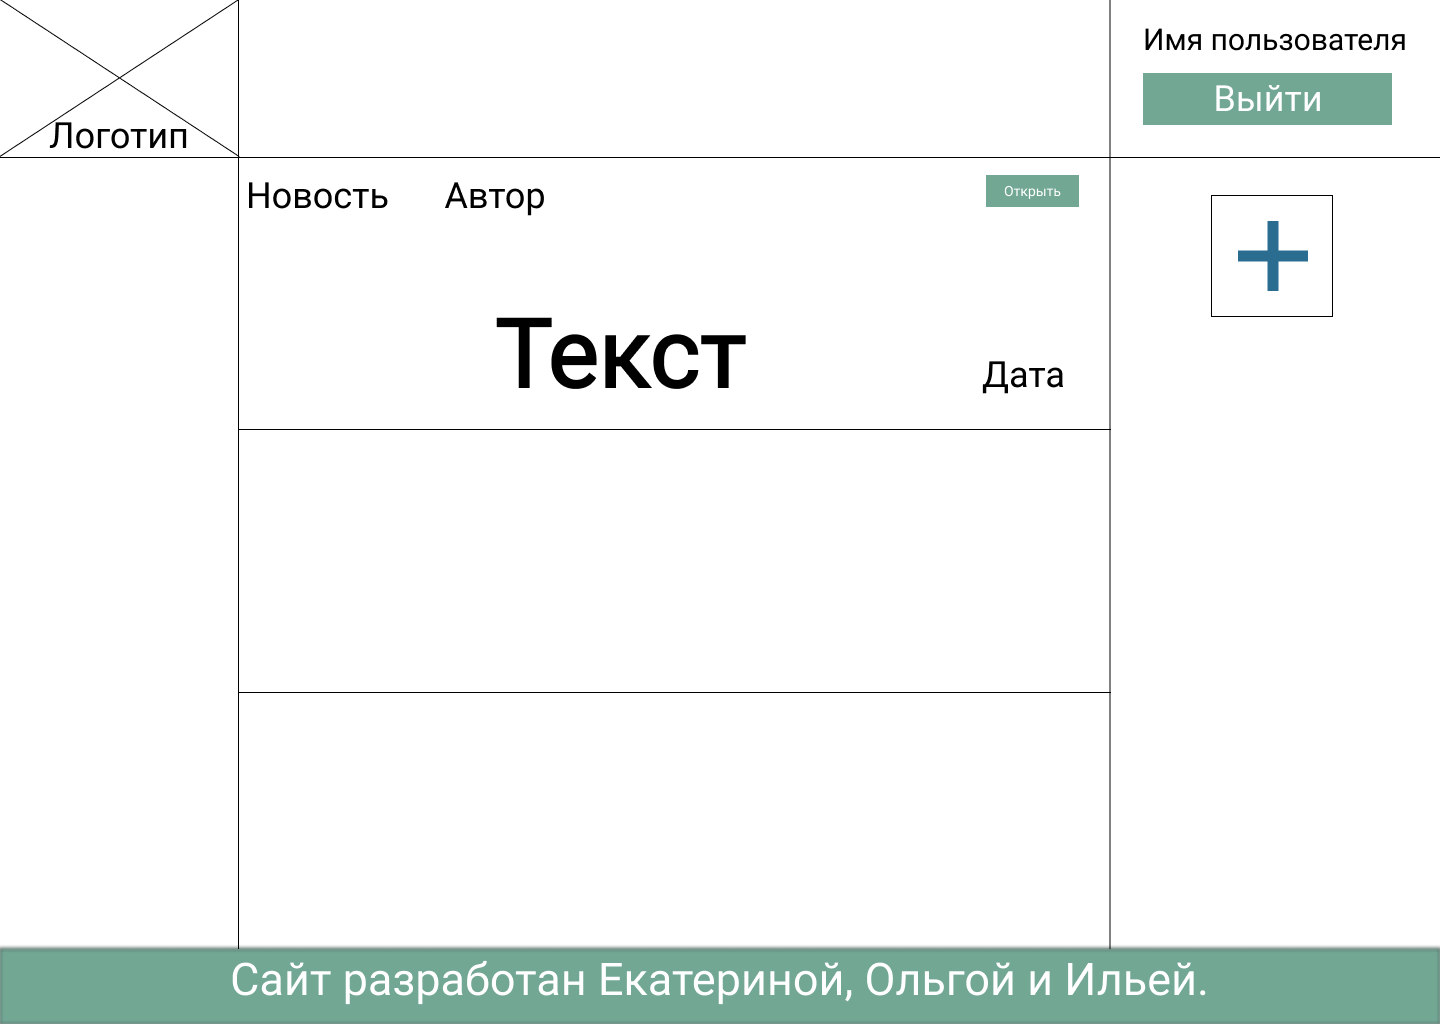 Имя пользователя
Выйти
Логотип
Новость Автор Открыть
Текст
Дата
Сайт разработан Екатериной, Ольгой и Ильей.